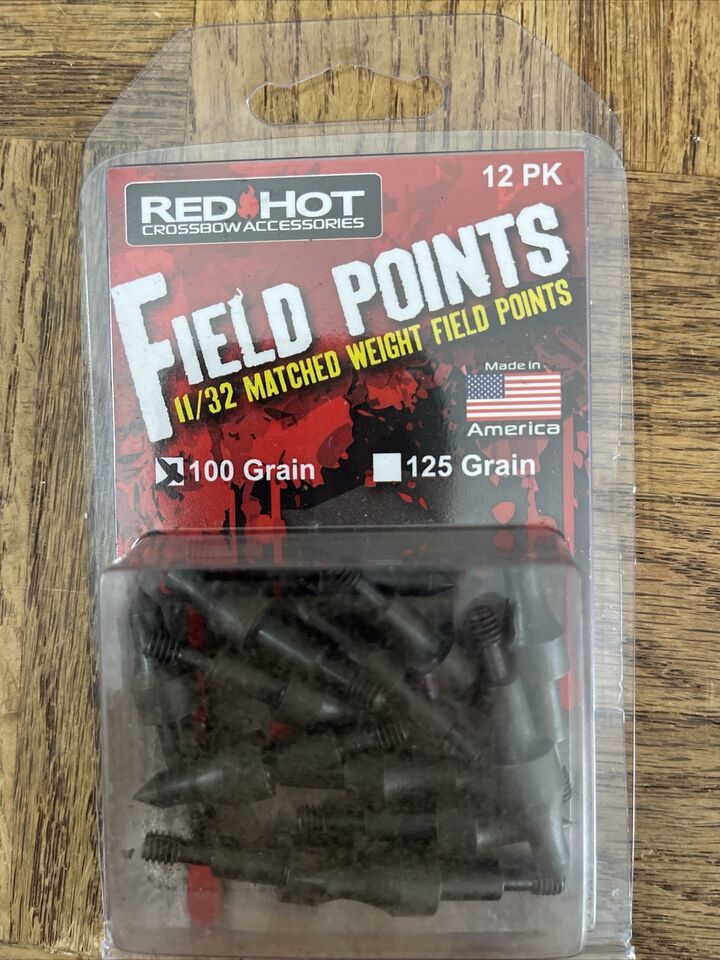 12 PK
RED HOT
CROSSBOW ACCESSORIES
FIELD POINTS
11/32 MATCHED WEIGHT FIELD POINTS
Made in
America
100 Grain
125 Grain